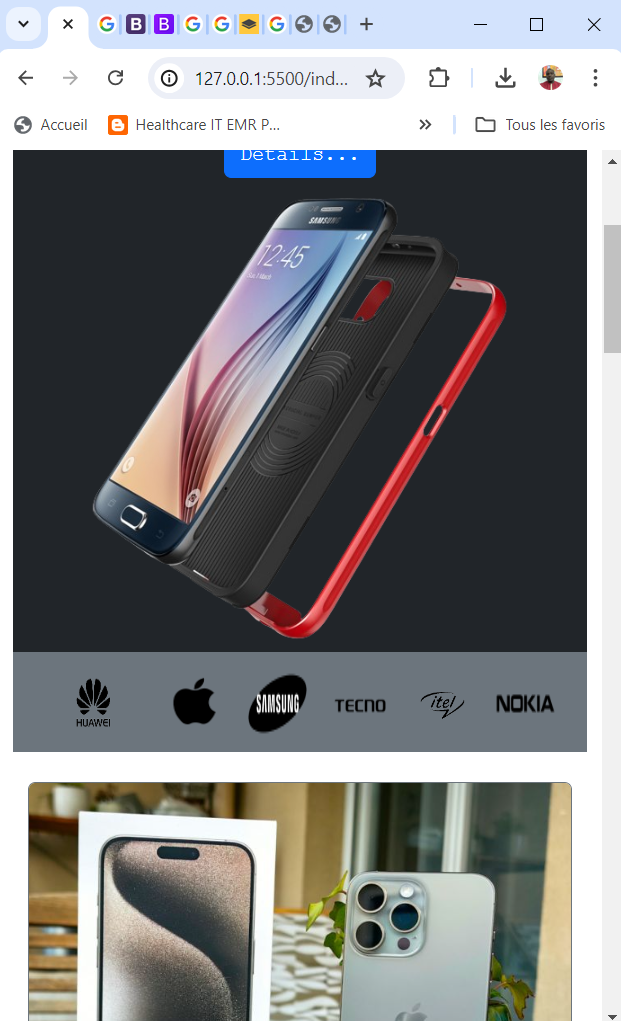 127.0.0.1:5500/ind...
Accueil
Healthcare IT EMR P...
Tous les favoris
Details...
SAMSUNG
12:45
HUAWEI
SAMSUNG
TECNO
itel
NOKIA